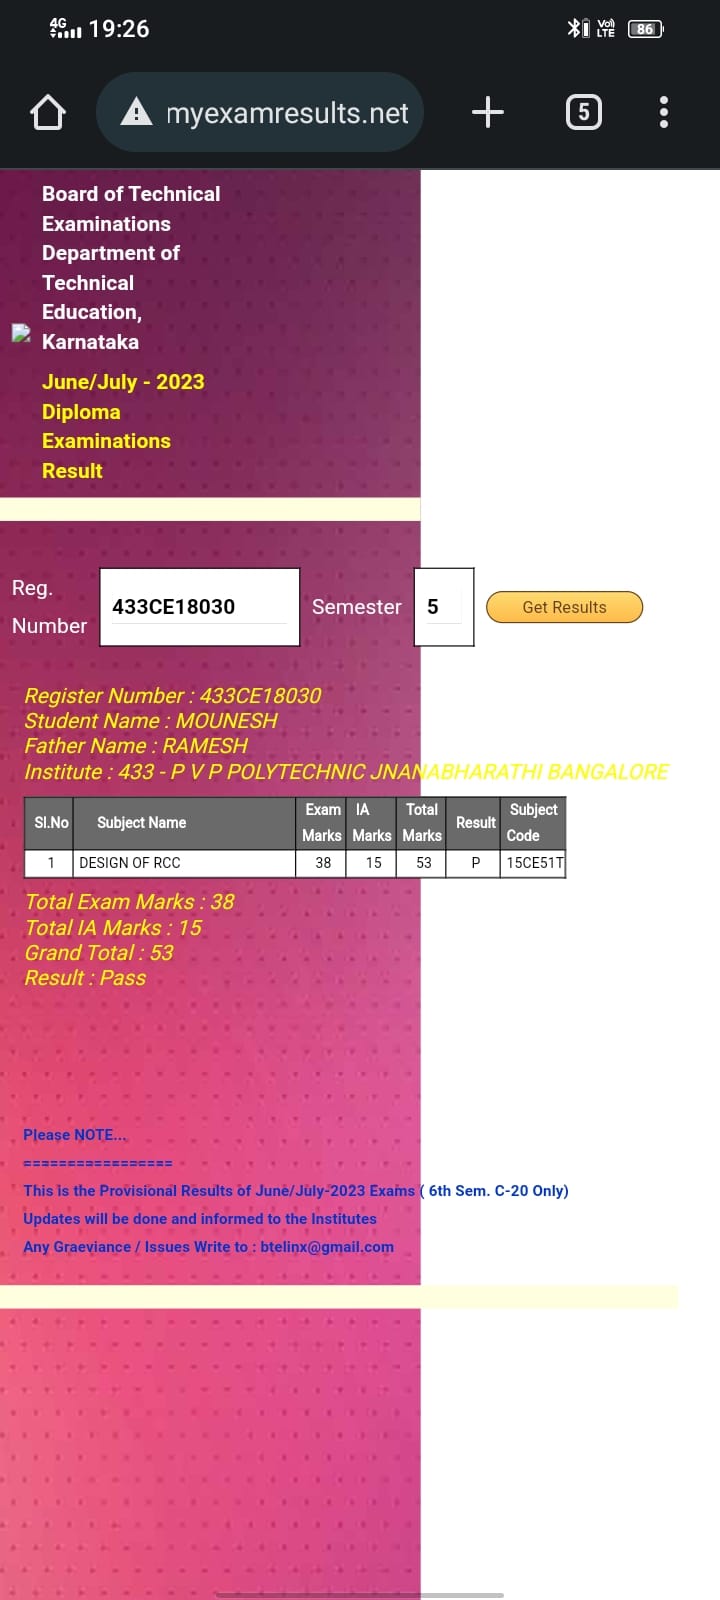 4G 19:26 Vo) LTE 86
myexamresults.net 5
Board of Technical
Examinations
Department of
Technical
Education,
Karnataka
June/July - 2023
Diploma
Examinations
Result
Reg.
Number 433CE18030 Semester 5 Get Results
Register Number : 433CE18030
Student Name : MOUNESH
Father Name : RAMESH
Institute : 433 - P V P POLYTECHNIC JNANABHARATHI BANGALORE
Sl.No Subject Name Exam Marks IA Marks Total Marks Result Subject Code
1 DESIGN OF RCC 38 15 53 P 15CE51T
Total Exam Marks : 38
Total IA Marks : 15
Grand Total : 53
Result : Pass
Please NOTE...
=================
This is the Provisional Results of June/July-2023 Exams ( 6th Sem. C-20 Only)
Updates will be done and informed to the Institutes
Any Graeviance / Issues Write to : btelinx@gmail.com